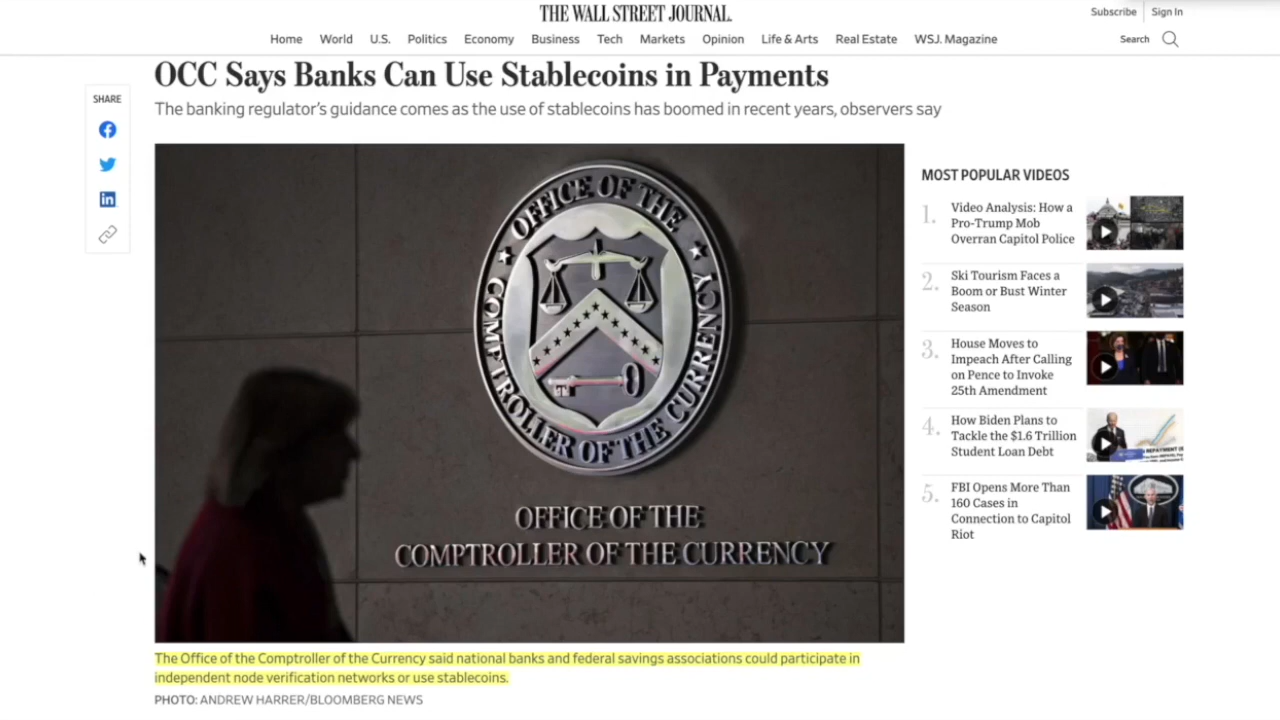 THE WALL STREET JOURNAL.
Subscribe
Sign In
Home World U.S. Politics Economy Business Tech Markets Opinion Life & Arts Real Estate WSJ. Magazine
Search
OCC Says Banks Can Use Stablecoins in Payments
The banking regulator's guidance comes as the use of stablecoins has boomed in recent years, observers say
SHARE
OFFICE OF THE
COMPTROLLER OF THE CURRENCY
OFFICE OF THE
COMPTROLLER OF THE CURRENCY
The Office of the Comptroller of the Currency said national banks and federal savings associations could participate in
independent node verification networks or use stablecoins.
PHOTO: ANDREW HARRER/BLOOMBERG NEWS
MOST POPULAR VIDEOS
1.
Video Analysis: How a
Pro-Trump Mob
Overran Capitol Police
2.
Ski Tourism Faces a
Boom or Bust Winter
Season
3.
House Moves to
Impeach After Calling
on Pence to Invoke
25th Amendment
4.
How Biden Plans to
Tackle the $1.6 Trillion
Student Loan Debt
5.
FBI Opens More Than
160 Cases in
Connection to Capitol
Riot